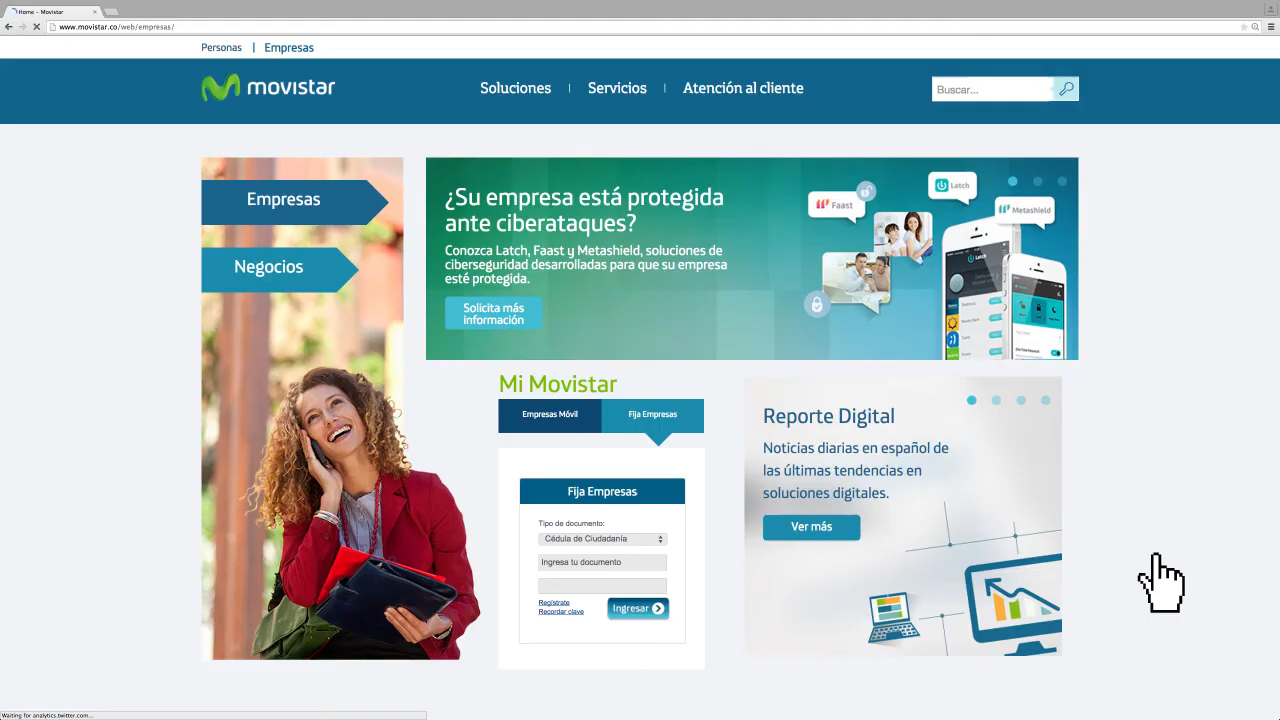 Home – Movistar
www.movistar.co/web/empresas/
Personas | Empresas
movistar
Soluciones | Servicios | Atención al cliente
Buscar...
Empresas
Negocios
¿Su empresa está protegida
ante ciberataques?
Conozca Latch, Faast y Metashield, soluciones de
ciberseguridad desarrolladas para que su empresa
esté protegida.
Solicita más
información
Faast
Latch
Metashield
Latch
Mi Movistar
Empresas Móvil
Fija Empresas
Fija Empresas
Tipo de documento:
Cédula de Ciudadanía
Ingresa tu documento
Regístrate
Recordar clave
Ingresar
Reporte Digital
Noticias diarias en español de
las últimas tendencias en
soluciones digitales.
Ver más
Waiting for analytics.twitter.com...